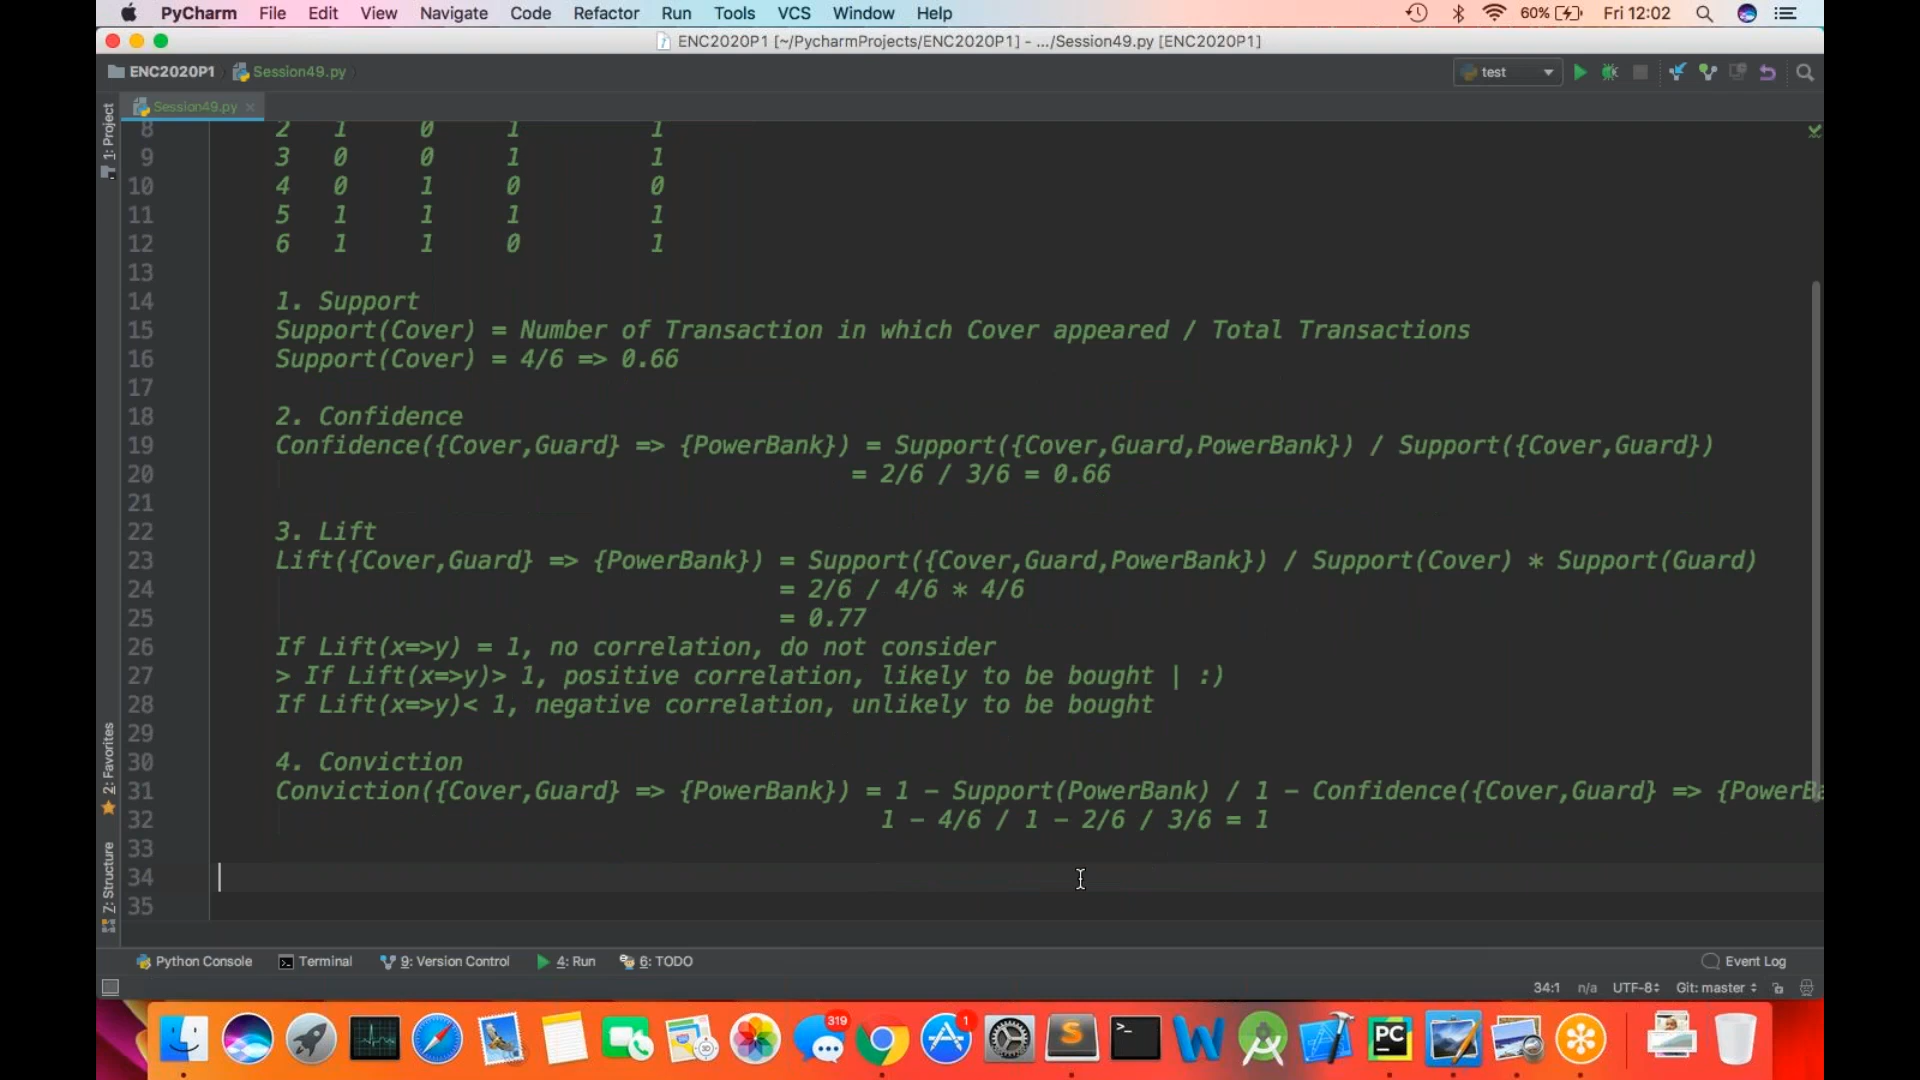 PyCharm File Edit View Navigate Code Refactor Run Tools VCS Window Help 60% Fri 12:02
ENC2020P1 [~/PycharmProjects/ENC2020P1] - .../Session49.py [ENC2020P1]
ENC2020P1 Session49.py test
Session49.py
1: Project
2: Favorites
Z: Structure
8 2 1 0 1 1
9 3 0 0 1 1
10 4 0 1 0 0
11 5 1 1 1 1
12 6 1 1 0 1
13
14 1. Support
15 Support(Cover) = Number of Transaction in which Cover appeared / Total Transactions
16 Support(Cover) = 4/6 => 0.66
17
18 2. Confidence
19 Confidence({Cover,Guard} => {PowerBank}) = Support({Cover,Guard,PowerBank}) / Support({Cover,Guard})
20 = 2/6 / 3/6 = 0.66
21
22 3. Lift
23 Lift({Cover,Guard} => {PowerBank}) = Support({Cover,Guard,PowerBank}) / Support(Cover) * Support(Guard)
24 = 2/6 / 4/6 * 4/6
25 = 0.77
26 If Lift(x=>y) = 1, no correlation, do not consider
27 > If Lift(x=>y)> 1, positive correlation, likely to be bought | :)
28 If Lift(x=>y)< 1, negative correlation, unlikely to be bought
29
30 4. Conviction
31 Conviction({Cover,Guard} => {PowerBank}) = 1 - Support(PowerBank) / 1 - Confidence({Cover,Guard} => {PowerBa
32 1 - 4/6 / 1 - 2/6 / 3/6 = 1
33
34
35
Python Console Terminal 9: Version Control 4: Run 6: TODO Event Log
34:1 n/a UTF-8 Git: master
319
1
S
>_
W
PC